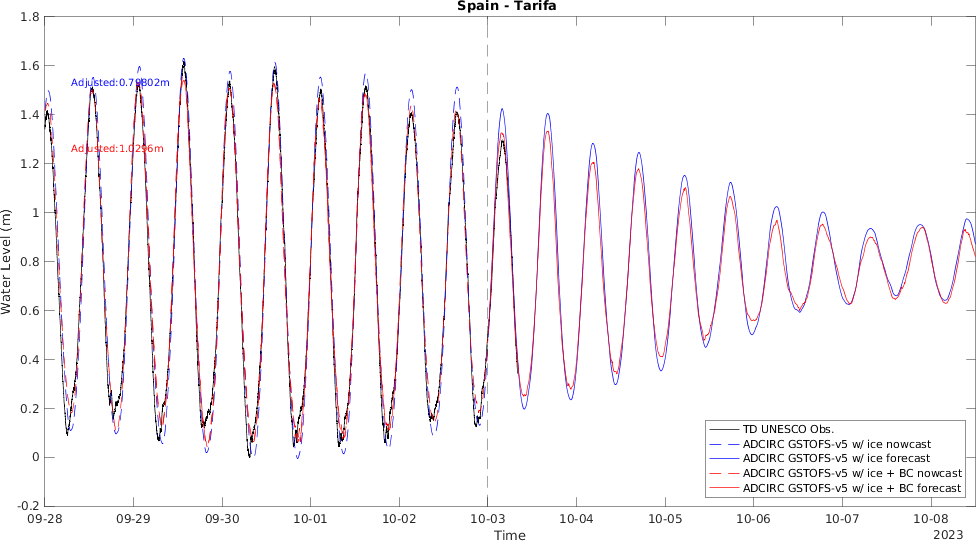 Spain - Tarifa
1.8
1.6
1.4
1.2
1
0.8
0.6
0.4
0.2
0
-0.2
Water Level (m)
Adjusted:0.79802m
Adjusted:1.0296m
TD UNESCO Obs.
ADCIRC GSTOFS-v5 w/ ice nowcast
ADCIRC GSTOFS-v5 w/ ice forecast
ADCIRC GSTOFS-v5 w/ ice + BC nowcast
ADCIRC GSTOFS-v5 w/ ice + BC forecast
09-28 09-29 09-30 10-01 10-02 10-03 10-04 10-05 10-06 10-07 10-08
Time
2023